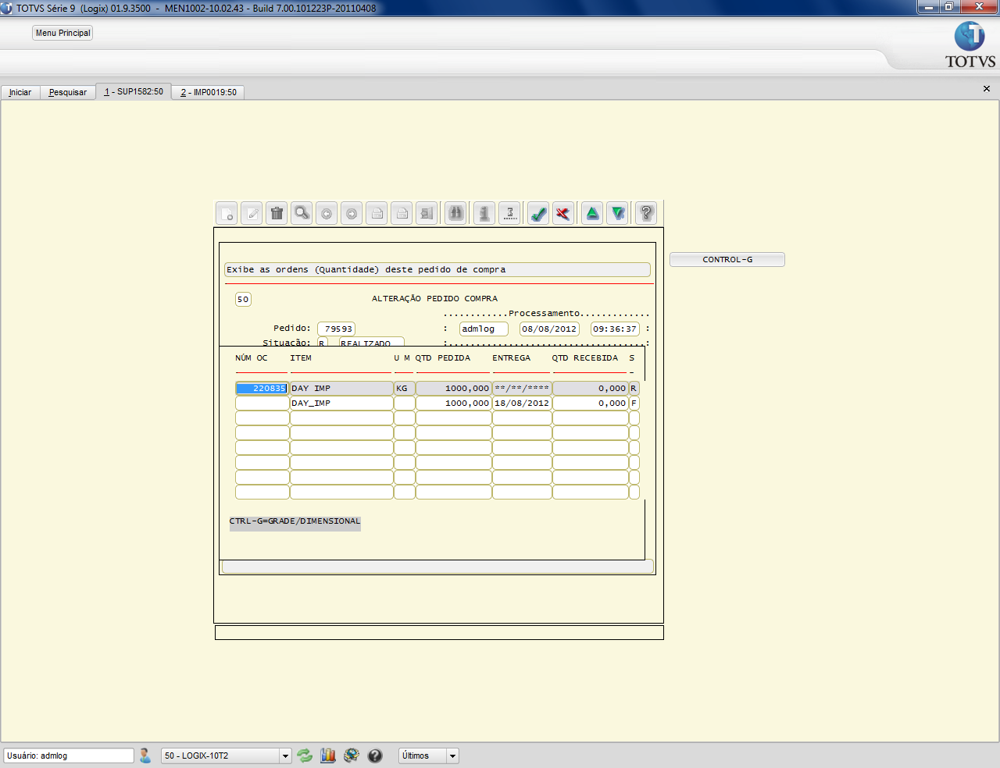 TOTVS Série 9  (Logix) 01.9.3500  -  MEN1002-10.02.43 - Build 7.00.101223P-20110408
Menu Principal
TOTVS
Iniciar Pesquisar 1 - SUP1582:50 2 - IMP0019:50
CONTROL-G
Exibe as ordens (Quantidade) deste pedido de compra
50 ALTERAÇÃO PEDIDO COMPRA
............Processamento.............
Pedido: 79593 : admlog 08/08/2012 09:36:37 :
Situação: R REALIZADO :....................................:
NÚM OC ITEM U M QTD PEDIDA ENTREGA QTD RECEBIDA S
220835 DAY IMP KG 1000,000 **/**/**** 0,000 R
DAY_IMP 1000,000 18/08/2012 0,000 F
CTRL-G=GRADE/DIMENSIONAL
Usuário: admlog 50 - LOGIX-10T2 Últimos